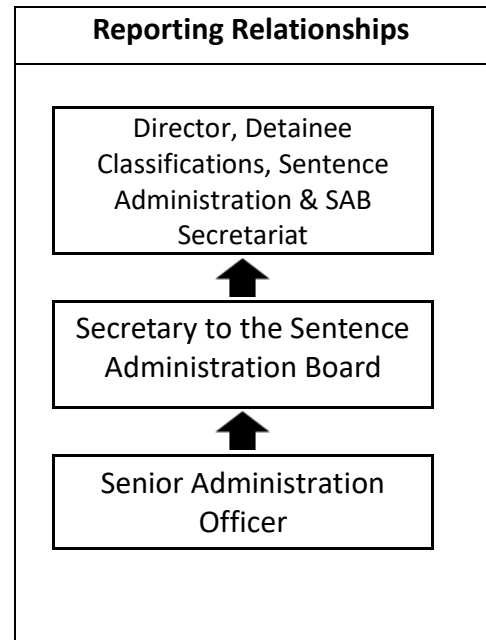 Reporting Relationships
Director, Detainee
Classifications, Sentence
Administration & SAB
Secretariat
Secretary to the Sentence
Administration Board
Senior Administration
Officer